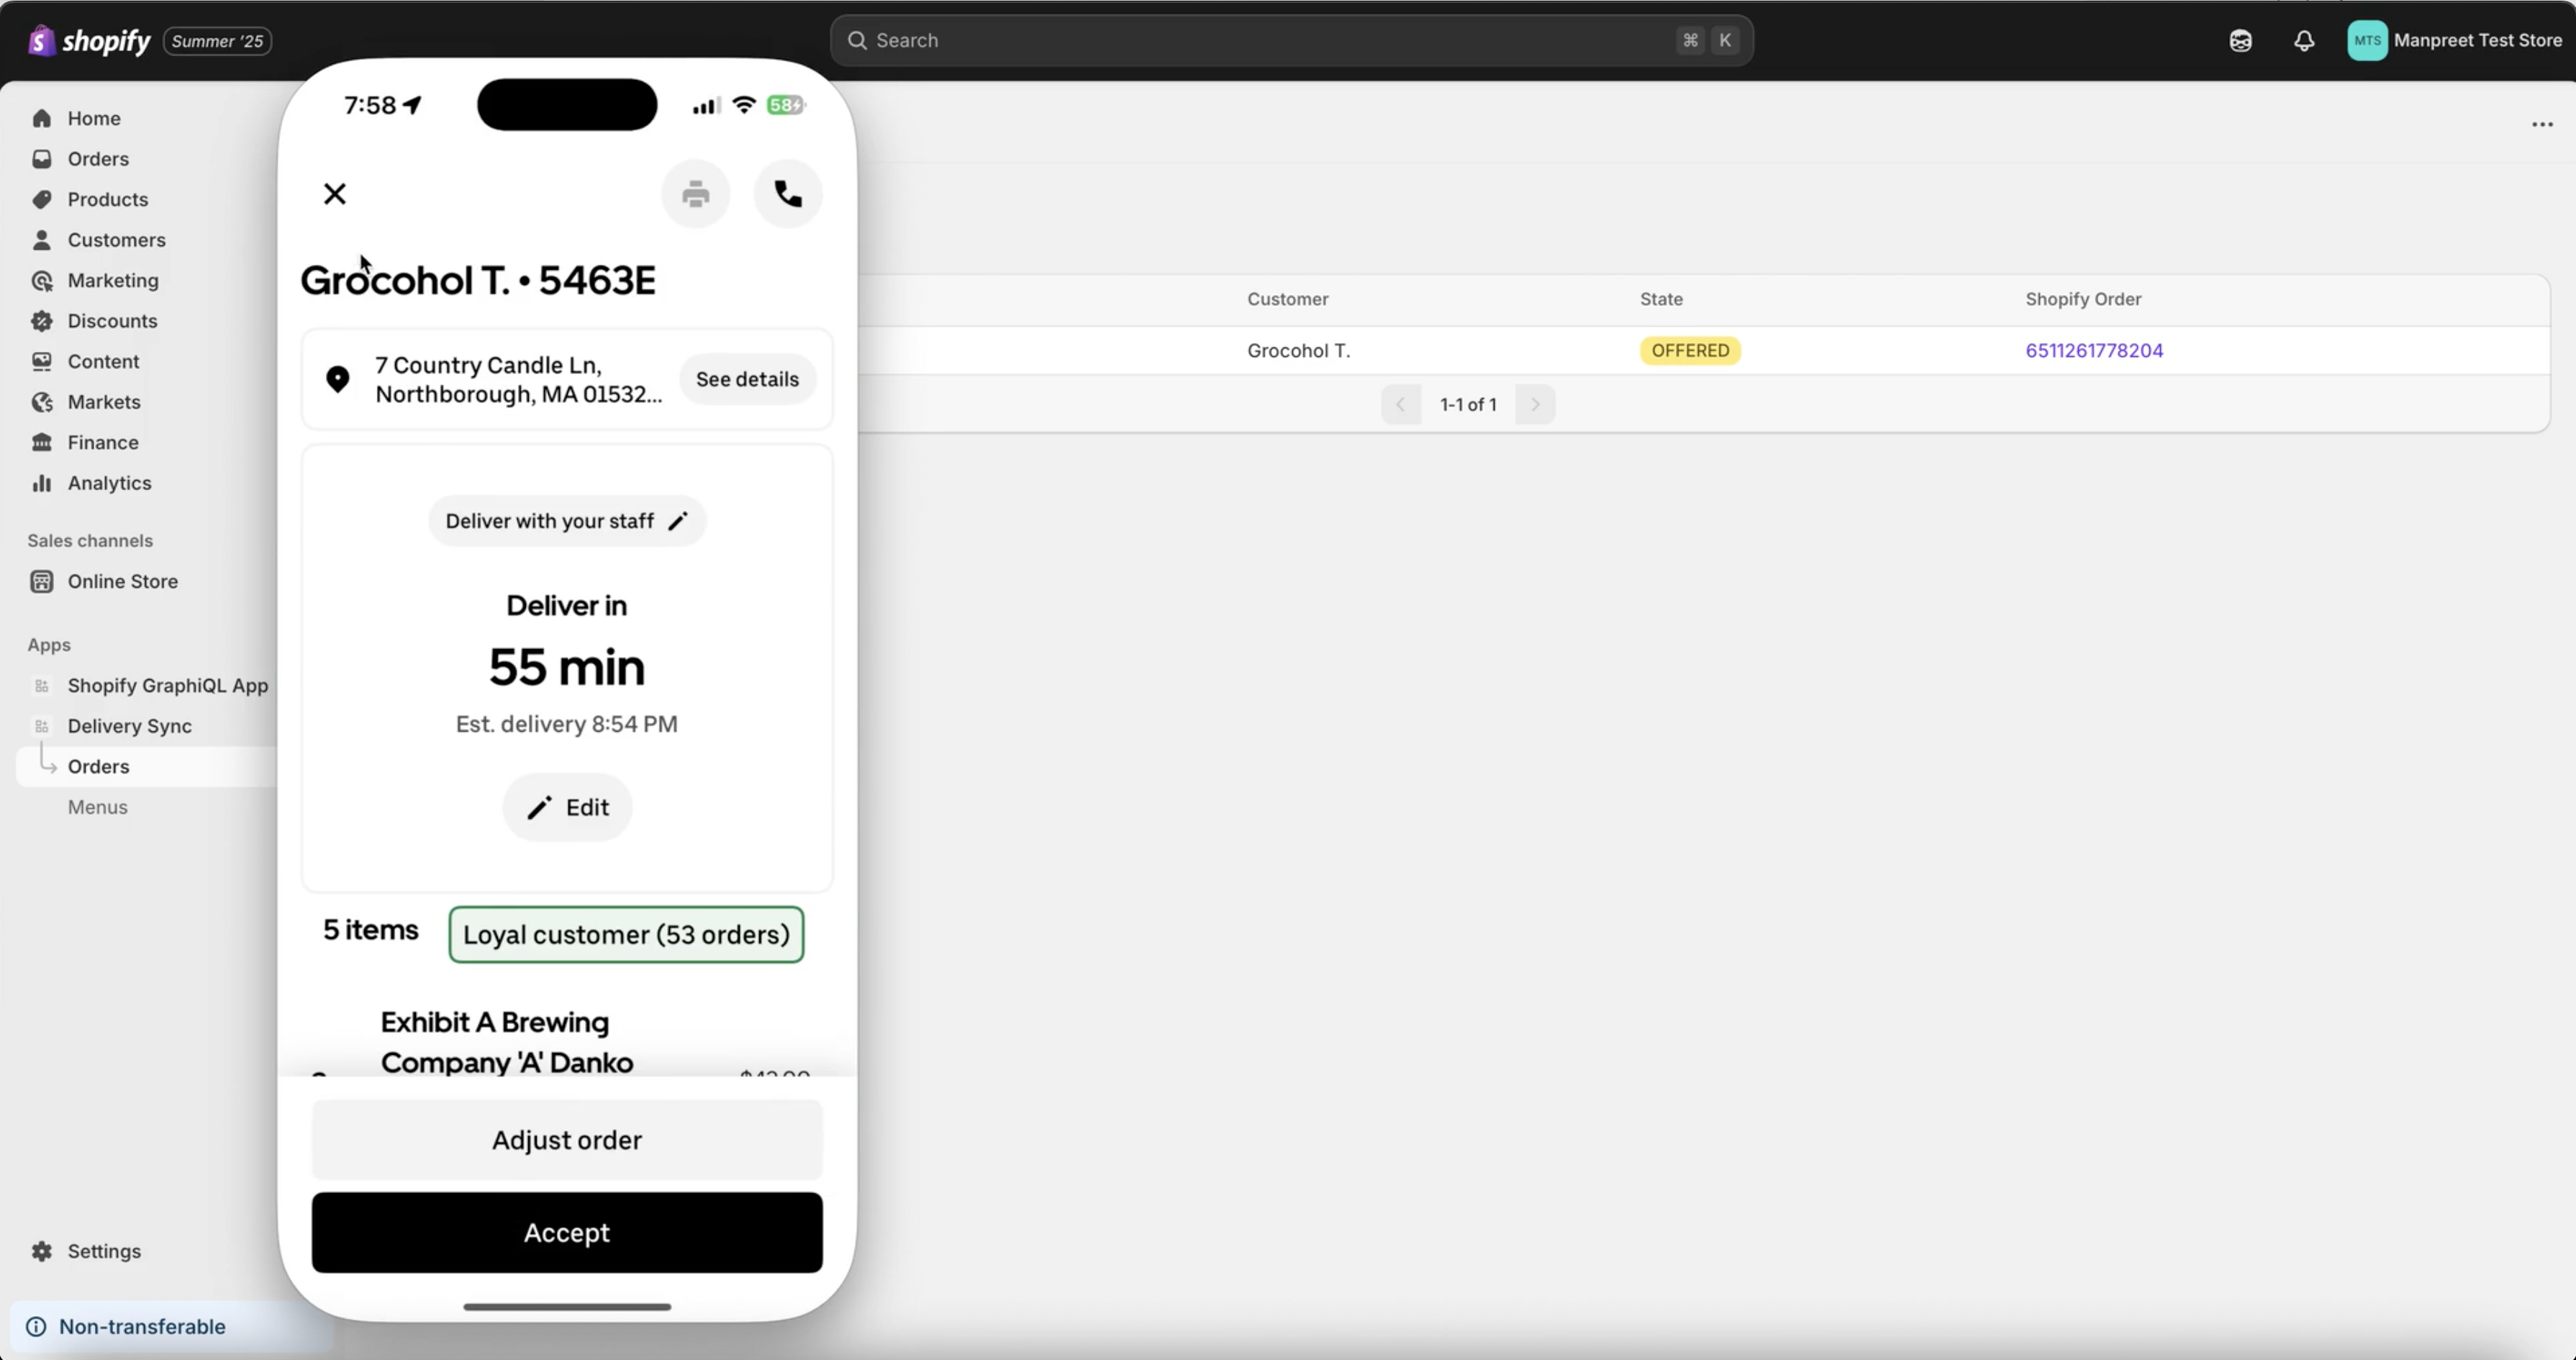 shopify
Summer '25
Search
⌘ K
MTS
Manpreet Test Store
Home
Orders
Products
Customers
Marketing
Discounts
Content
Markets
Finance
Analytics
Sales channels
Online Store
Apps
Shopify GraphiQL App
Delivery Sync
Orders
Menus
Settings
Non-transferable
7:58
58
Grocohol T. • 5463E
7 Country Candle Ln,
Northborough, MA 01532...
See details
Deliver with your staff
Deliver in
55 min
Est. delivery 8:54 PM
Edit
5 items
Loyal customer (53 orders)
Exhibit A Brewing
Company 'A' Danko
Adjust order
Accept
Customer
State
Shopify Order
Grocohol T.
OFFERED
6511261778204
1-1 of 1